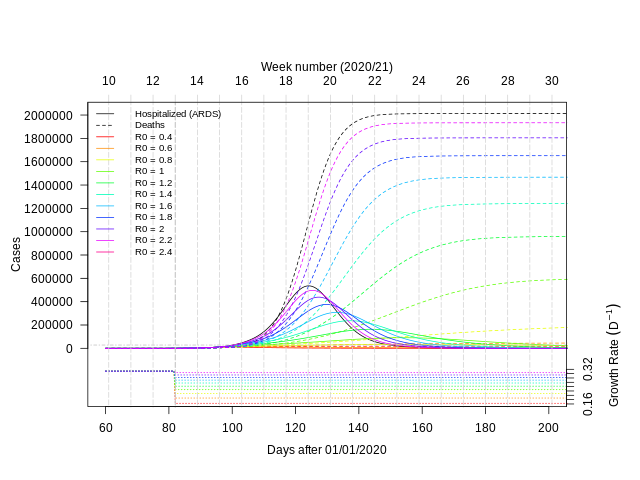 Week number (2020/21)
10 12 14 16 18 20 22 24 26 28 30
2000000
1800000
1600000
1400000
1200000
1000000
800000
600000
400000
200000
0
Cases
Hospitalized (ARDS)
Deaths
R0 = 0.4
R0 = 0.6
R0 = 0.8
R0 = 1
R0 = 1.2
R0 = 1.4
R0 = 1.6
R0 = 1.8
R0 = 2
R0 = 2.2
R0 = 2.4
0.16 0.32
Growth Rate (D⁻¹)
60 80 100 120 140 160 180 200
Days after 01/01/2020